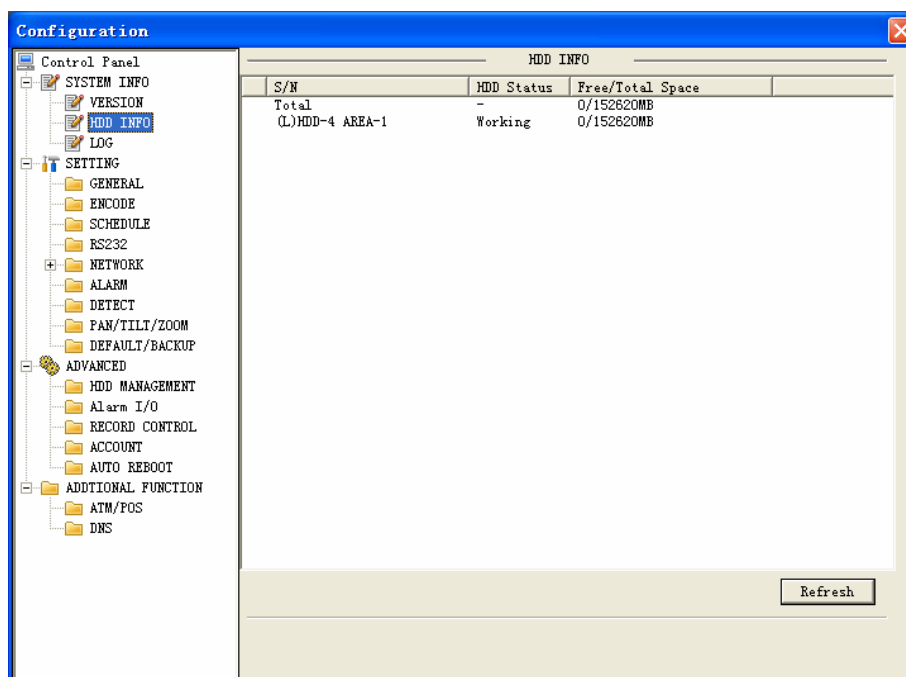 Configuration
Control Panel
SYSTEM INFO
VERSION
HDD INFO
LOG
SETTING
GENERAL
ENCODE
SCHEDULE
RS232
NETWORK
ALARM
DETECT
PAN/TILT/ZOOM
DEFAULT/BACKUP
ADVANCED
HDD MANAGEMENT
Alarm I/O
RECORD CONTROL
ACCOUNT
AUTO REBOOT
ADDTIONAL FUNCTION
ATM/POS
DNS
HDD INFO
S/N HDD Status Free/Total Space
Total - 0/152620MB
(L)HDD-4 AREA-1 Working 0/152620MB
Refresh